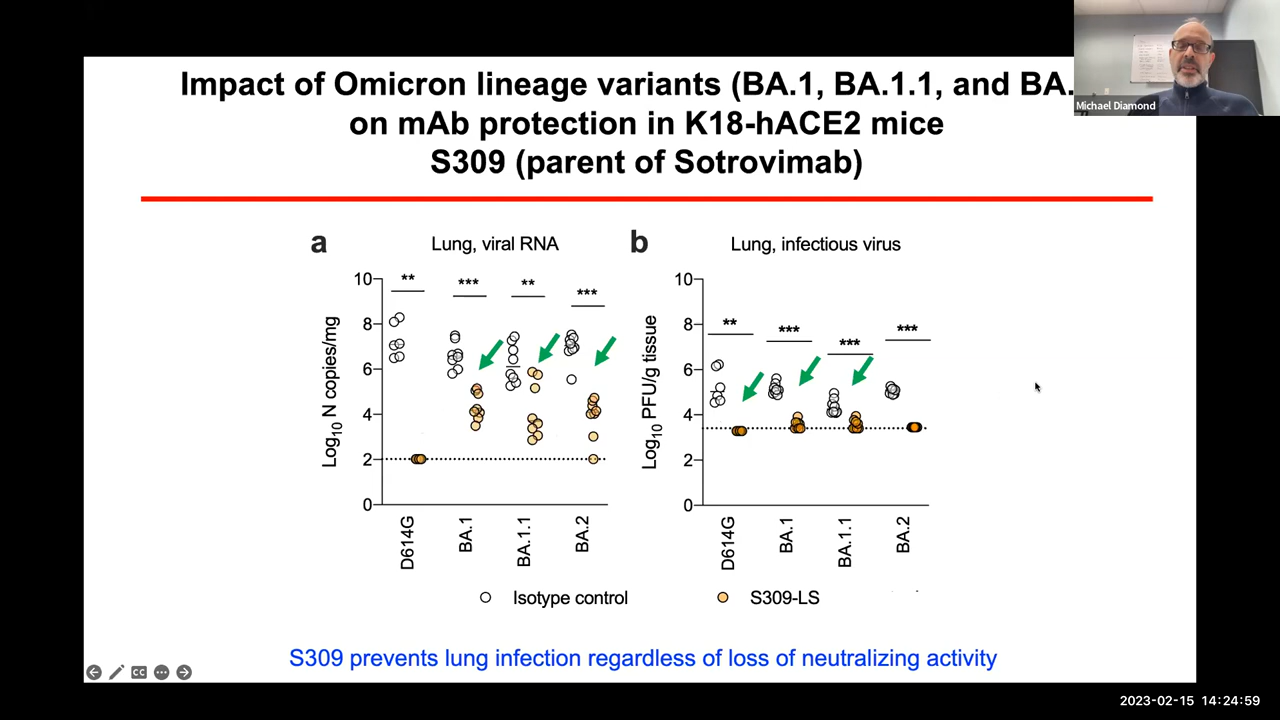 Impact of Omicron lineage variants (BA.1, BA.1.1, and BA.
on mAb protection in K18-hACE2 mice
S309 (parent of Sotrovimab)
Michael Diamond
a
Lung, viral RNA
Log10 N copies/mg
10
8
6
4
2
0
**
***
**
***
D614G
BA.1
BA.1.1
BA.2
b
Lung, infectious virus
Log10 PFU/g tissue
10
8
6
4
2
0
**
***
***
***
D614G
BA.1
BA.1.1
BA.2
Isotype control
S309-LS
S309 prevents lung infection regardless of loss of neutralizing activity
CC
2023-02-15 14:24:59